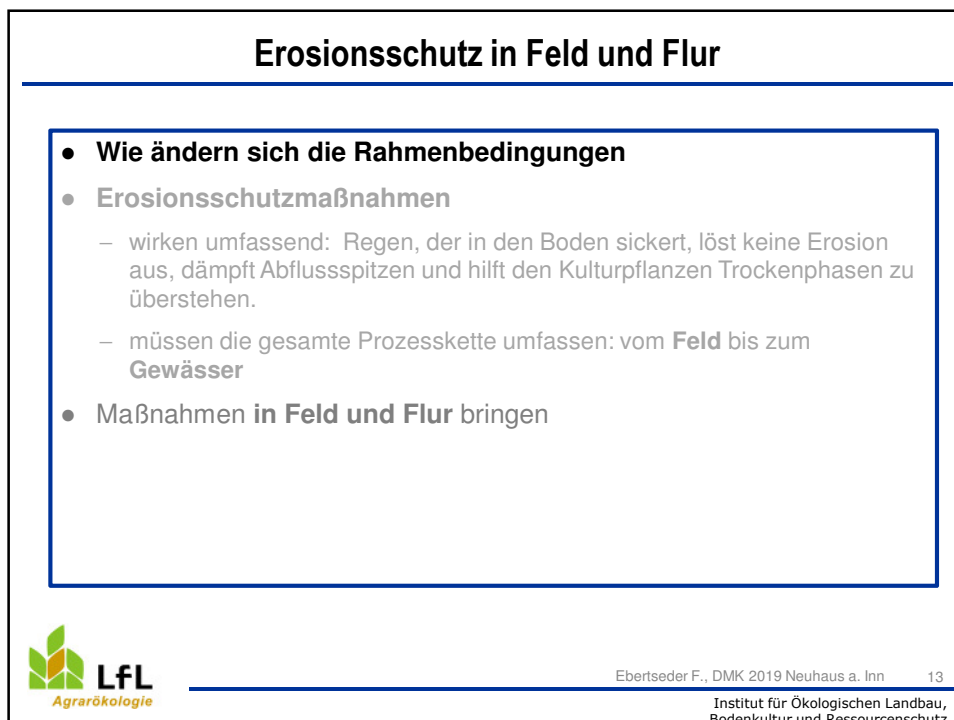 Erosionsschutz in Feld und Flur
● Wie ändern sich die Rahmenbedingungen
● Erosionsschutzmaßnahmen
– wirken umfassend: Regen, der in den Boden sickert, löst keine Erosion
aus, dämpft Abflussspitzen und hilft den Kulturpflanzen Trockenphasen zu
überstehen.
– müssen die gesamte Prozesskette umfassen: vom Feld bis zum
Gewässer
● Maßnahmen in Feld und Flur bringen
LfL
Agrarökologie
Ebertseder F., DMK 2019 Neuhaus a. Inn 13
Institut für Ökologischen Landbau,
Bodenkultur und Ressourcenschutz